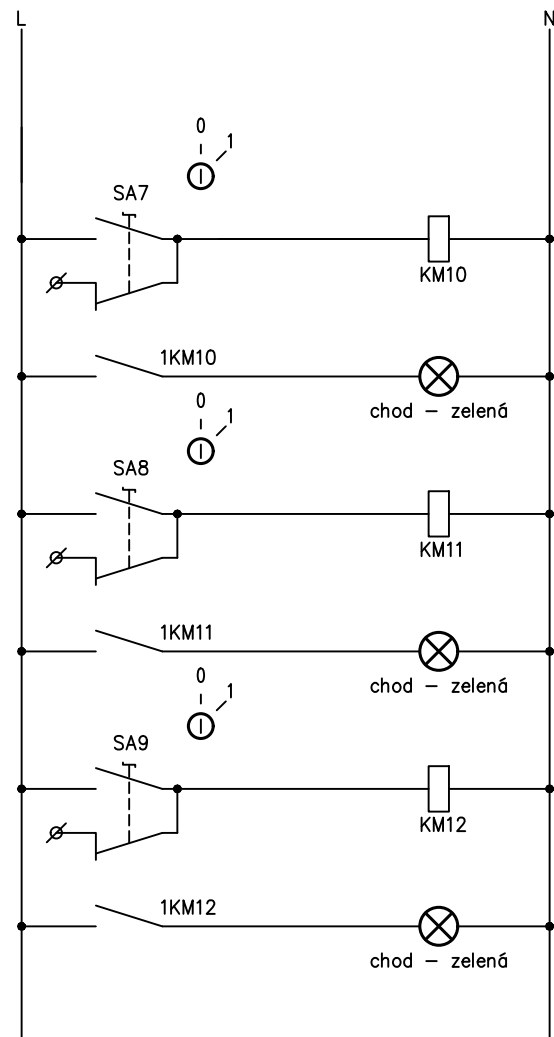 L N
0
1
SA7
KM10
1KM10
chod – zelená
0
1
SA8
KM11
1KM11
chod – zelená
0
1
SA9
KM12
1KM12
chod – zelená